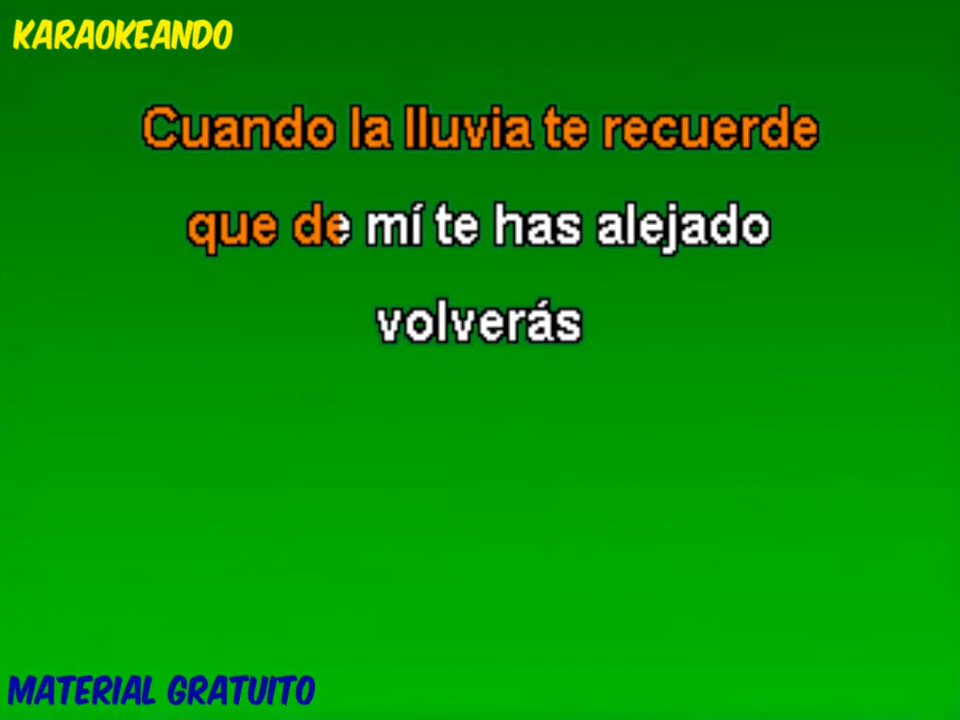 KARAOKEANDO
Cuando la lluvia te recuerde
que de mí te has alejado
volverás
MATERIAL GRATUITO